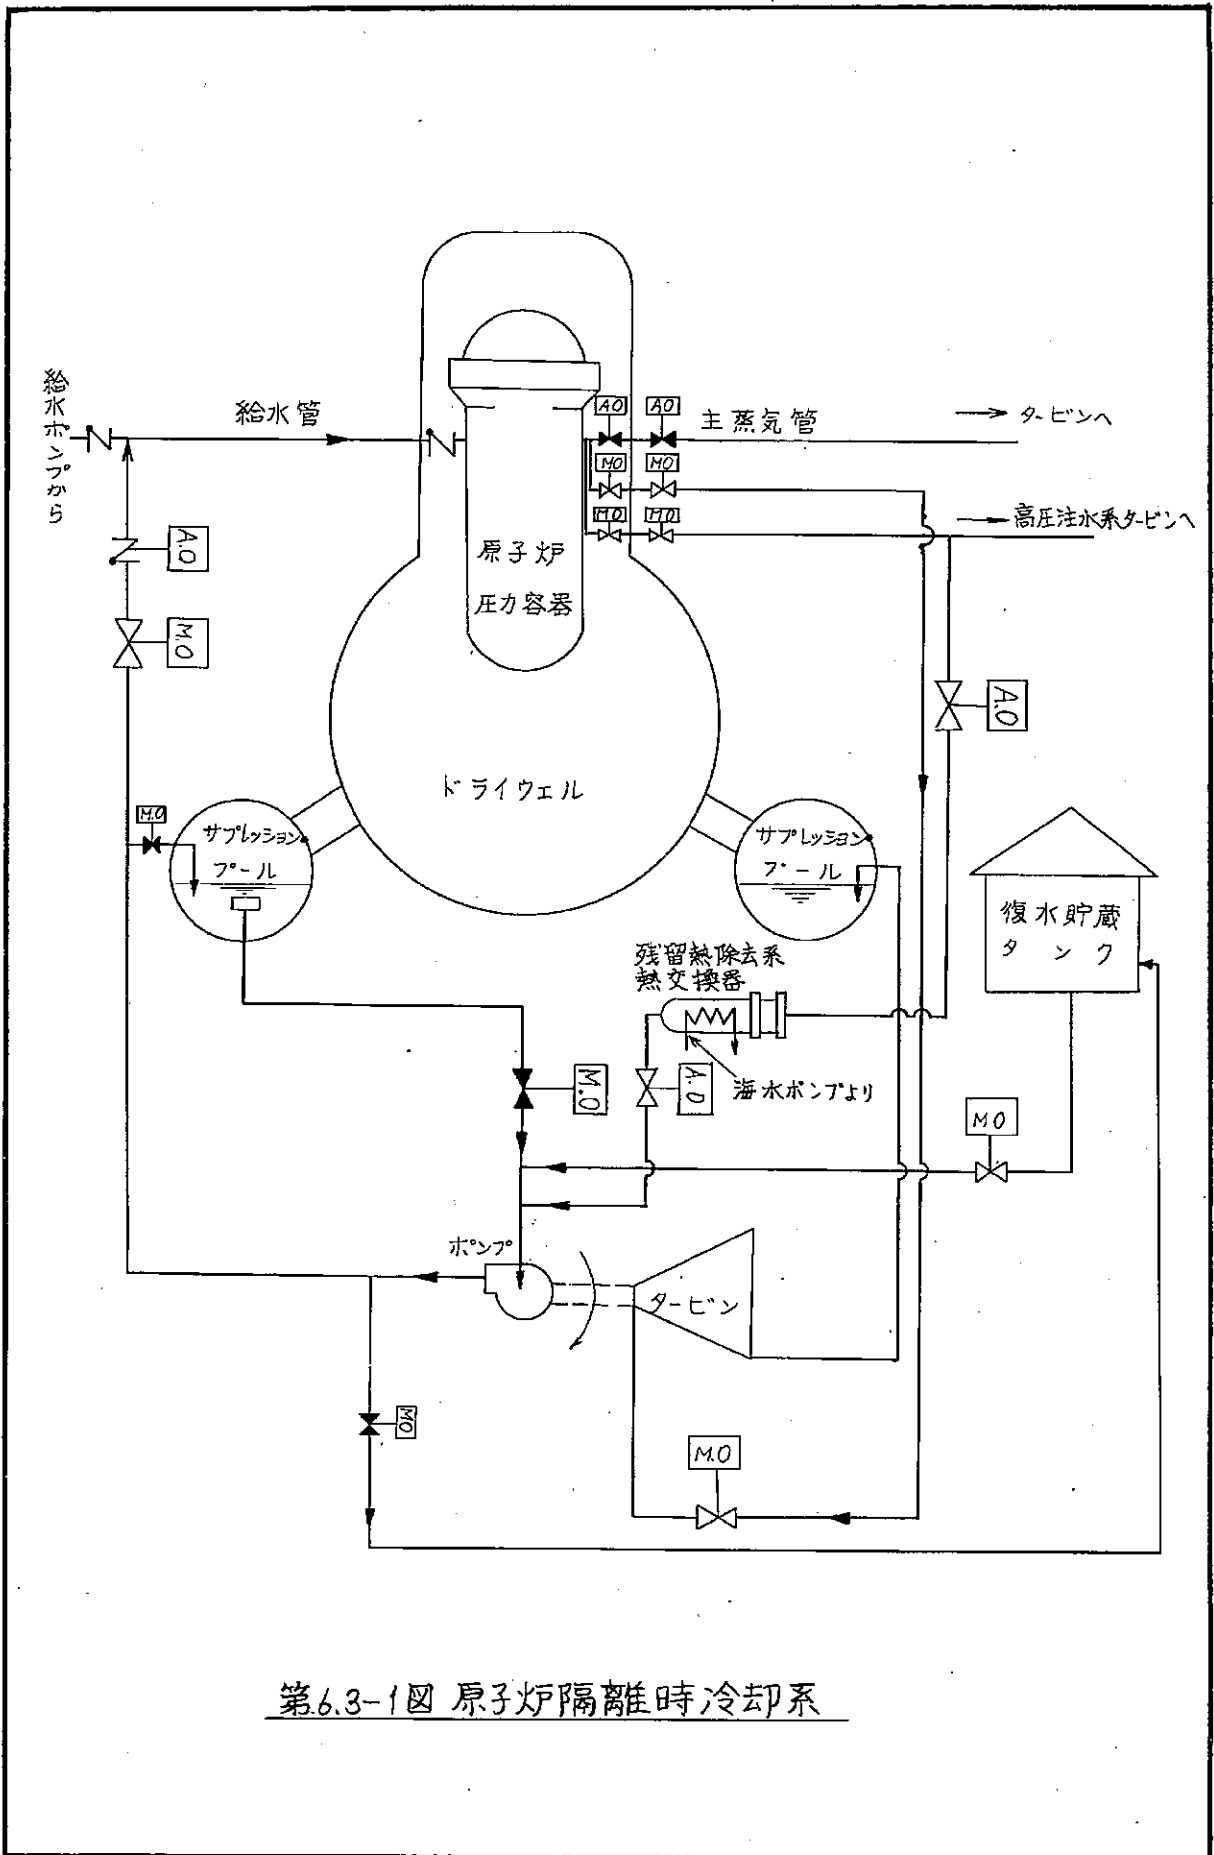 給水ポンプから
給水管
AO
AO
主蒸気管
タービンへ
MO
MO
M.O
M.O
高圧注水系タービンへ
A.O
M.O
原子炉
圧力容器
A.O
ドライウェル
M.O
サプレッション
プール
サプレッション
プール
復水貯蔵
タンク
残留熱除去系
熱交換器
M.O
A.O
海水ポンプより
MO
ポンプ
タービン
MO
M.O
第6.3-1図 原子炉隔離時冷却系